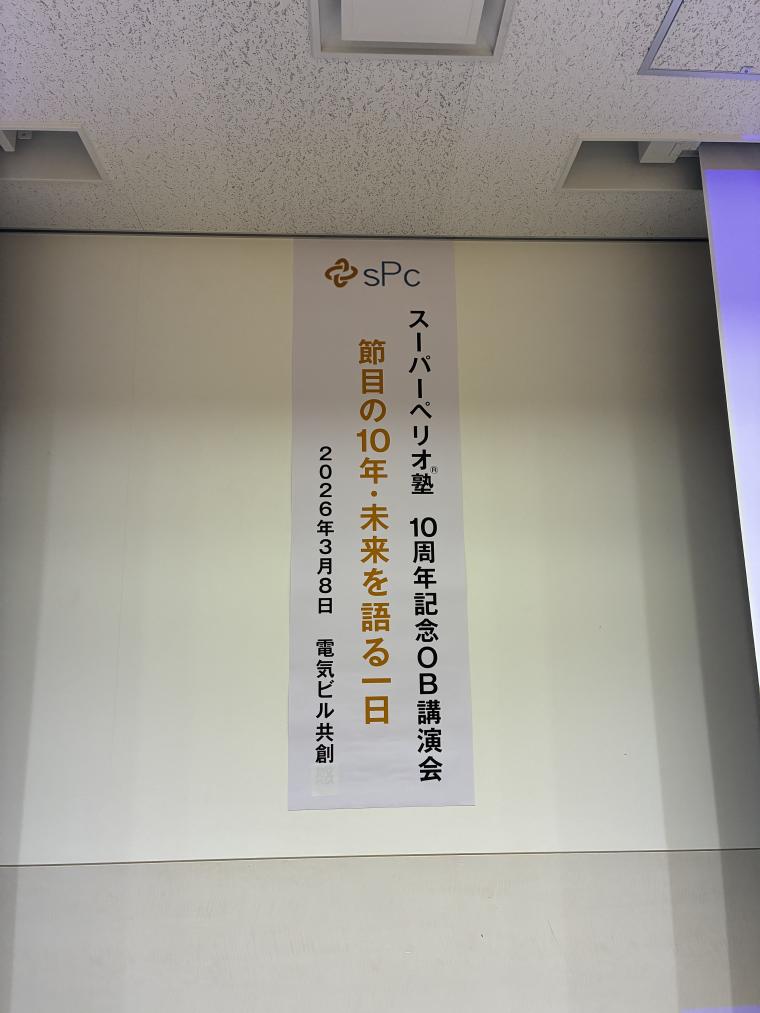 sPc
スーパーペリオ®塾 10周年記念OB講演会
節目の10年・未来を語る一日
2026年3月8日 電気ビル共創